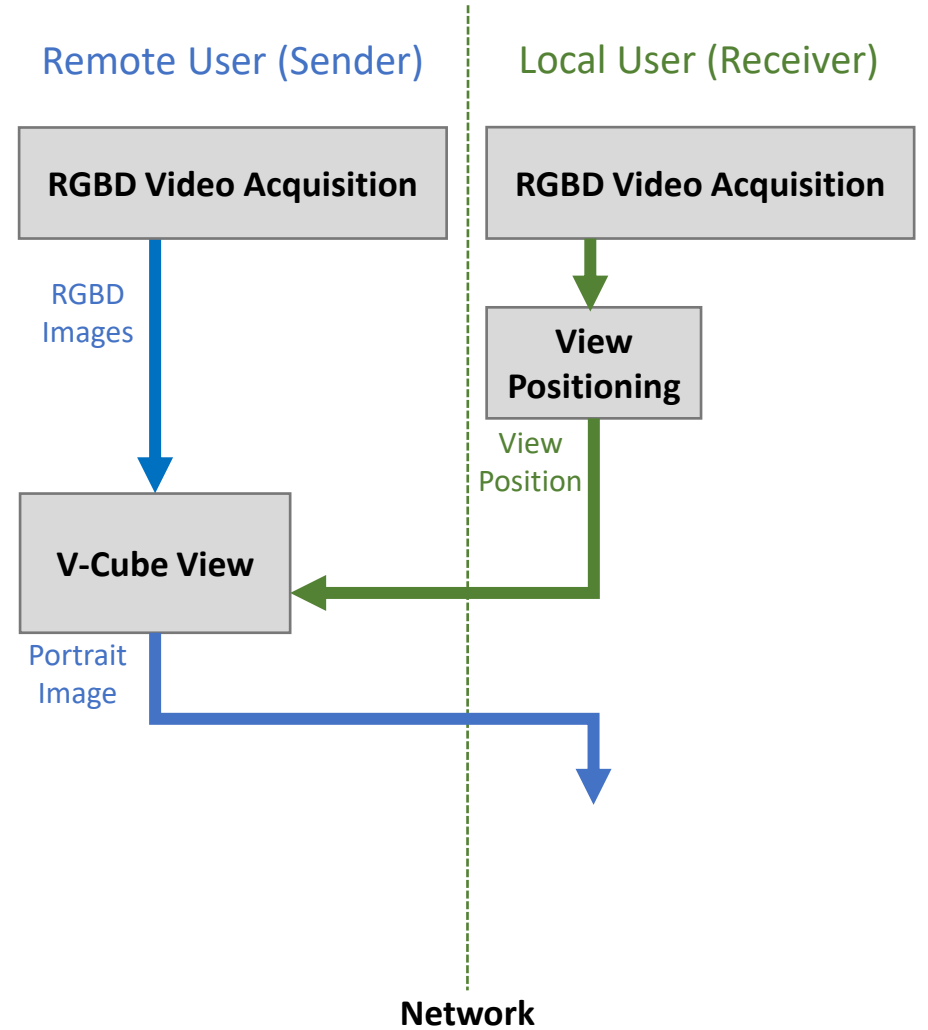 Remote User (Sender)
Local User (Receiver)
RGBD Video Acquisition
RGBD Video Acquisition
RGBD
Images
View
Positioning
View
Position
V-Cube View
Portrait
Image
Network